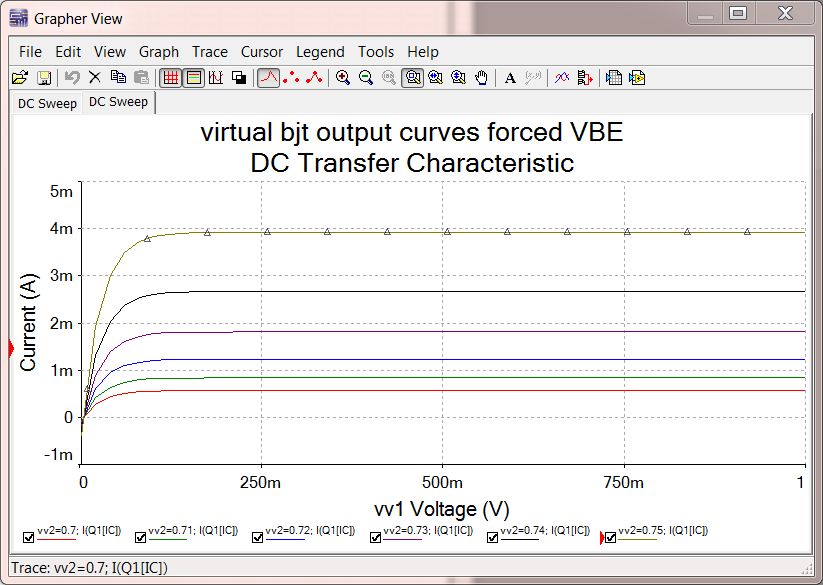 Grapher View
File Edit View Graph Trace Cursor Legend Tools Help
A
DC Sweep DC Sweep
virtual bjt output curves forced VBE
DC Transfer Characteristic
5m
4m
3m
2m
1m
0
-1m
Current (A)
0 250m 500m 750m 1
vv1 Voltage (V)
vv2=0.7; I(Q1[IC]) vv2=0.71; I(Q1[IC]) vv2=0.72; I(Q1[IC]) vv2=0.73; I(Q1[IC]) vv2=0.74; I(Q1[IC]) vv2=0.75; I(Q1[IC])
Trace: vv2=0.7; I(Q1[IC])